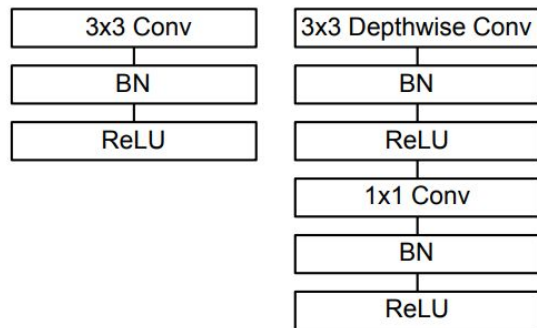 3x3 Conv
BN
ReLU
3x3 Depthwise Conv
BN
ReLU
1x1 Conv
BN
ReLU